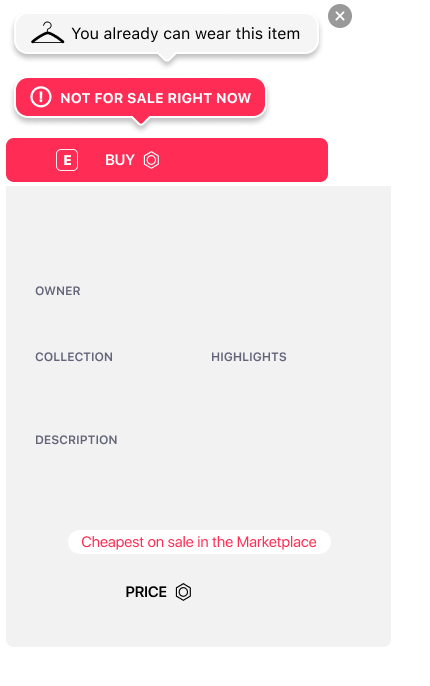 You already can wear this item
NOT FOR SALE RIGHT NOW
E BUY
OWNER
COLLECTION HIGHLIGHTS
DESCRIPTION
Cheapest on sale in the Marketplace
PRICE